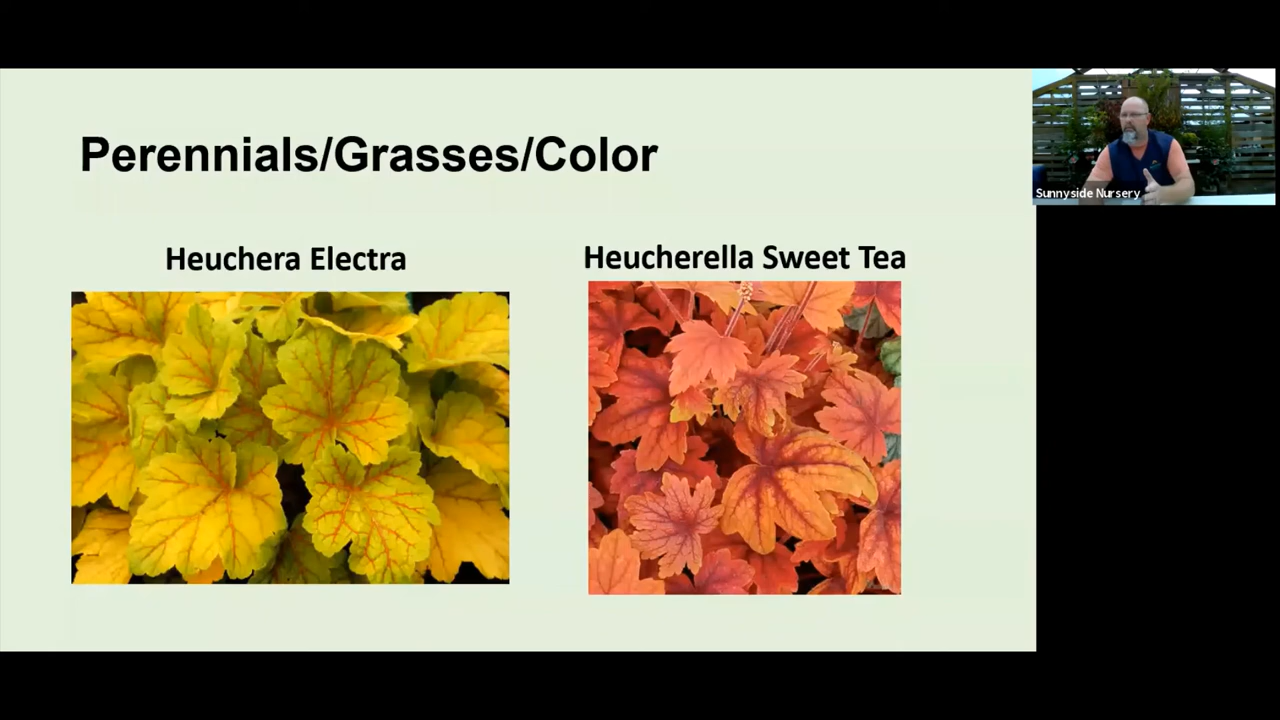 Perennials/Grasses/Color
Heuchera Electra
Heucherella Sweet Tea
Sunnyside Nursery